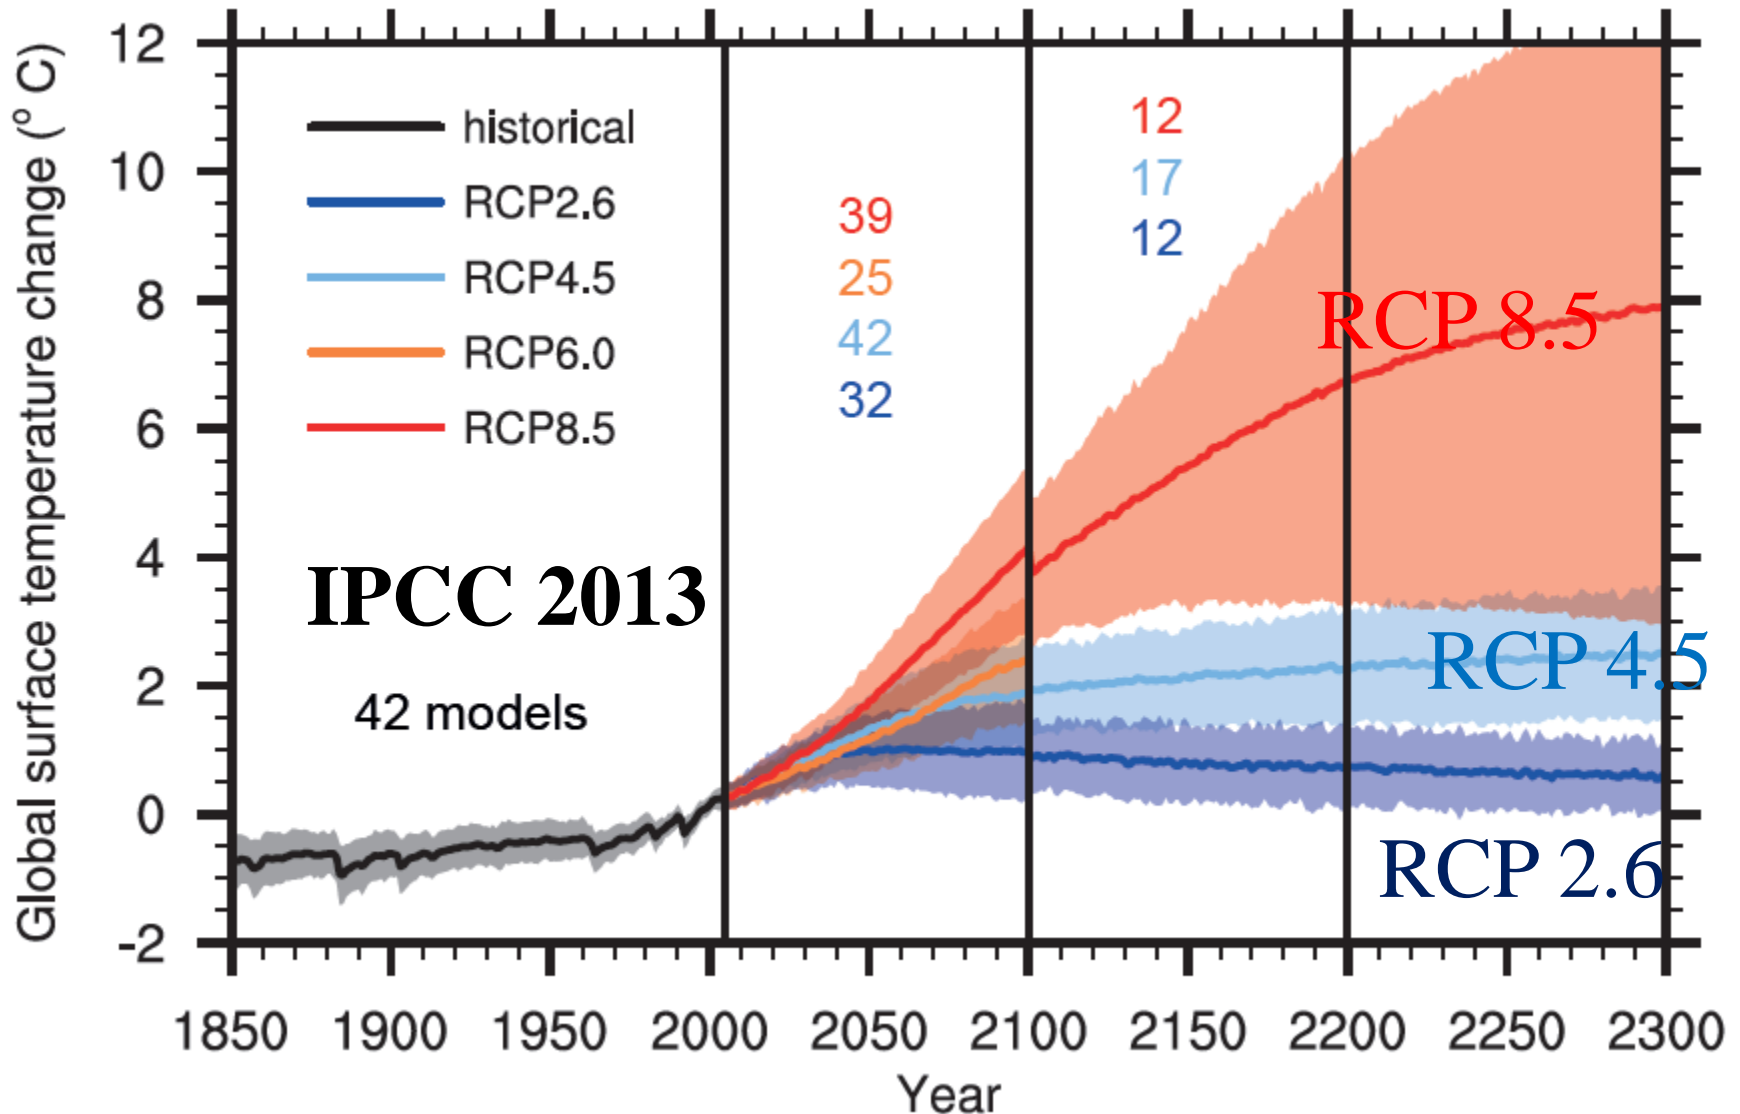 Global surface temperature change (° C)
12
10
8
6
4
2
0
-2
historical
RCP2.6
RCP4.5
RCP6.0
RCP8.5
IPCC 2013
42 models
39
25
42
32
12
17
12
RCP 8.5
RCP 4.5
RCP 2.6
1850 1900 1950 2000 2050 2100 2150 2200 2250 2300
Year